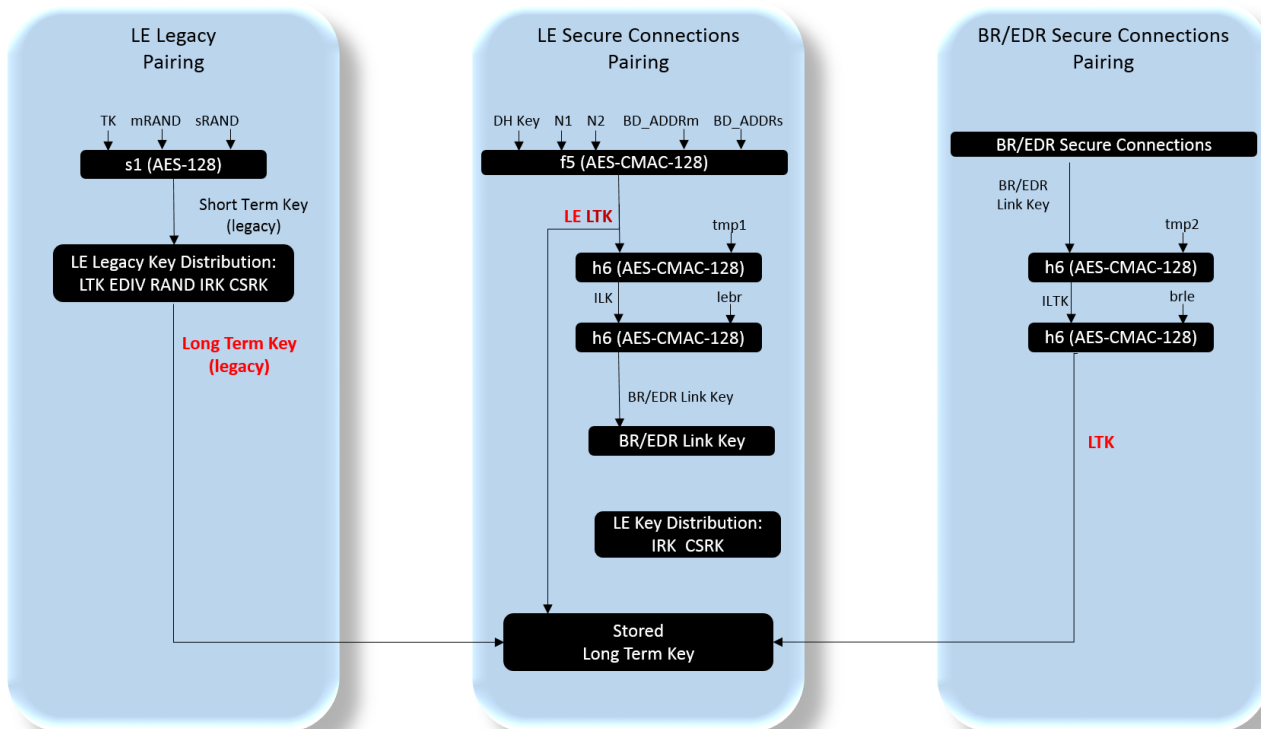 LE Legacy
Pairing
TK mRAND sRAND
s1 (AES-128)
Short Term Key
(legacy)
LE Legacy Key Distribution:
LTK EDIV RAND IRK CSRK
Long Term Key
(legacy)
LE Secure Connections
Pairing
DH Key N1 N2 BD_ADDRm BD_ADDRs
f5 (AES-CMAC-128)
LE LTK
tmp1
h6 (AES-CMAC-128)
ILK
lebr
h6 (AES-CMAC-128)
BR/EDR Link Key
BR/EDR Link Key
LE Key Distribution:
IRK CSRK
Stored
Long Term Key
BR/EDR Secure Connections
Pairing
BR/EDR Secure Connections
BR/EDR
Link Key
tmp2
h6 (AES-CMAC-128)
ILTK
brle
h6 (AES-CMAC-128)
LTK